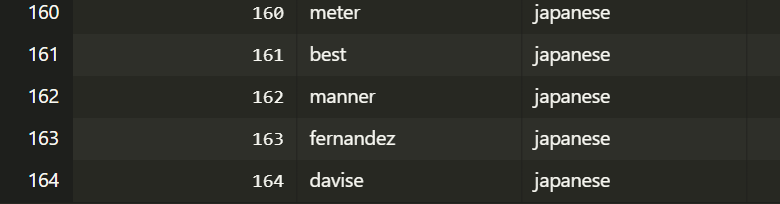 160 160 meter japanese
161 161 best japanese
162 162 manner japanese
163 163 fernandez japanese
164 164 davise japanese